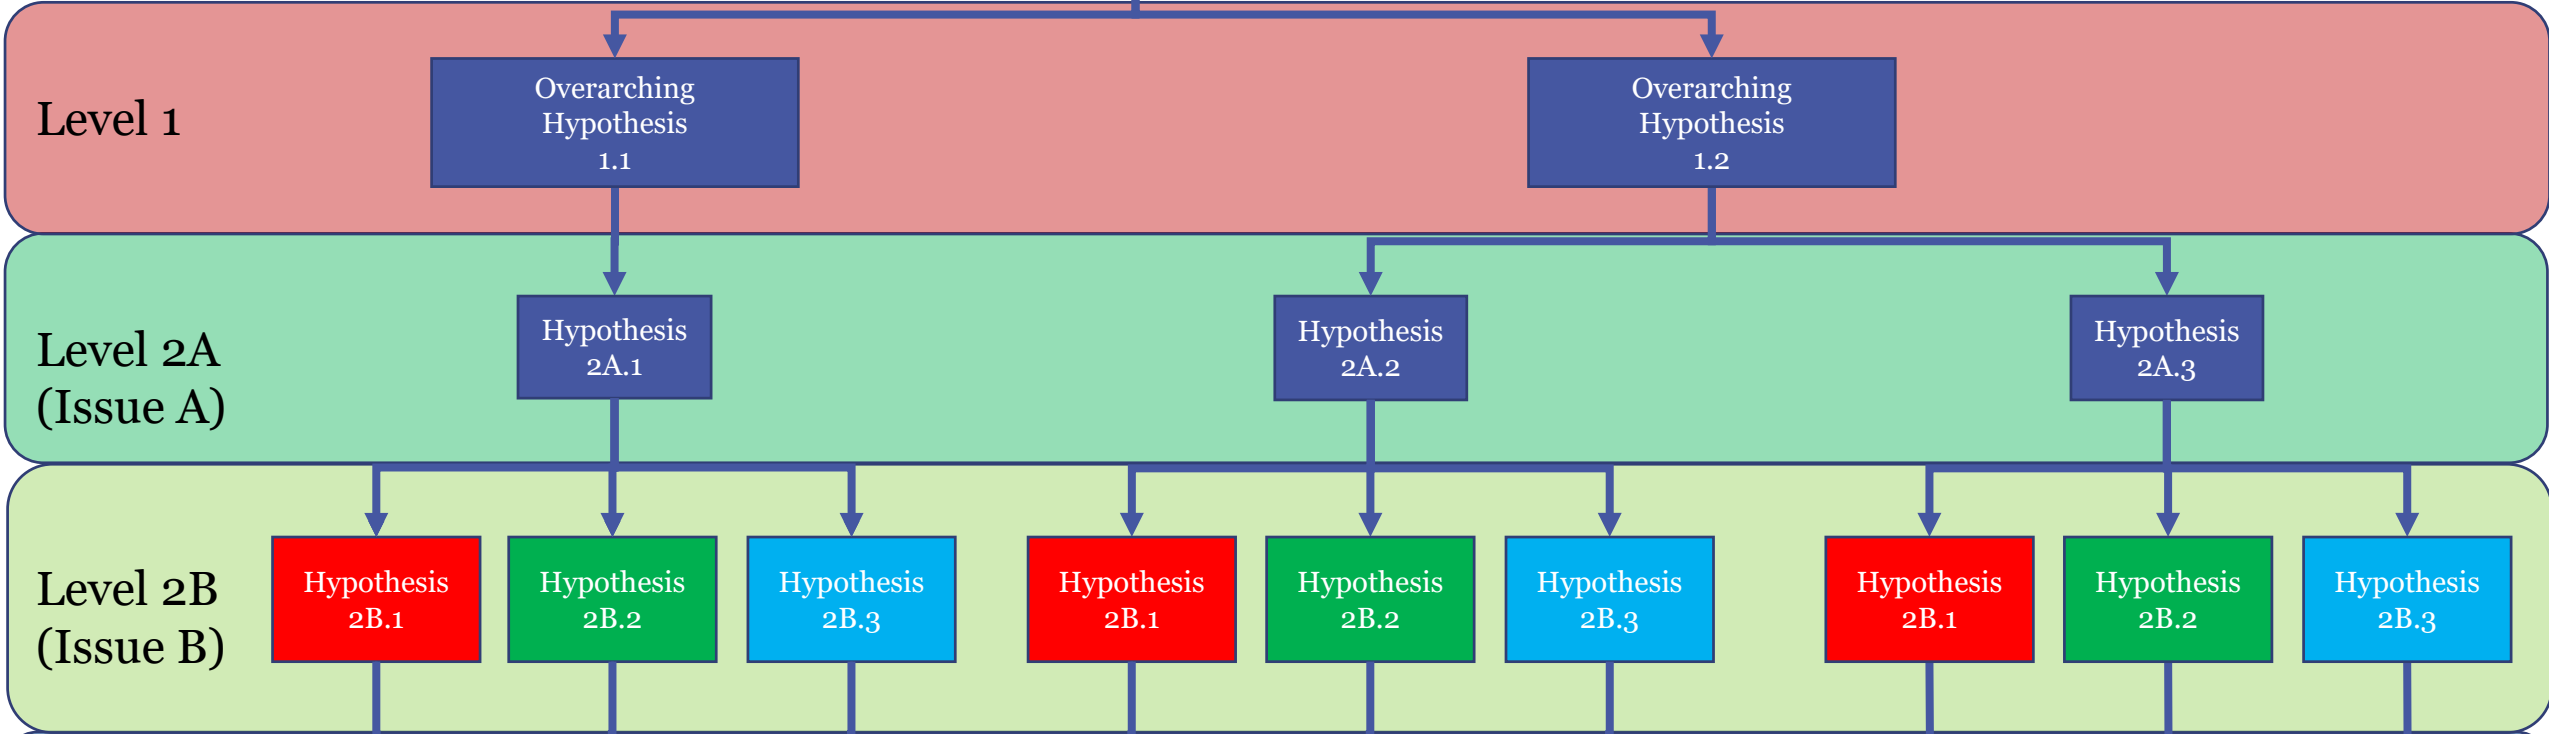 Level 1
Overarching
Hypothesis
1.1
Overarching
Hypothesis
1.2
Level 2A
(Issue A)
Hypothesis
2A.1
Hypothesis
2A.2
Hypothesis
2A.3
Level 2B
(Issue B)
Hypothesis
2B.1
Hypothesis
2B.2
Hypothesis
2B.3
Hypothesis
2B.1
Hypothesis
2B.2
Hypothesis
2B.3
Hypothesis
2B.1
Hypothesis
2B.2
Hypothesis
2B.3